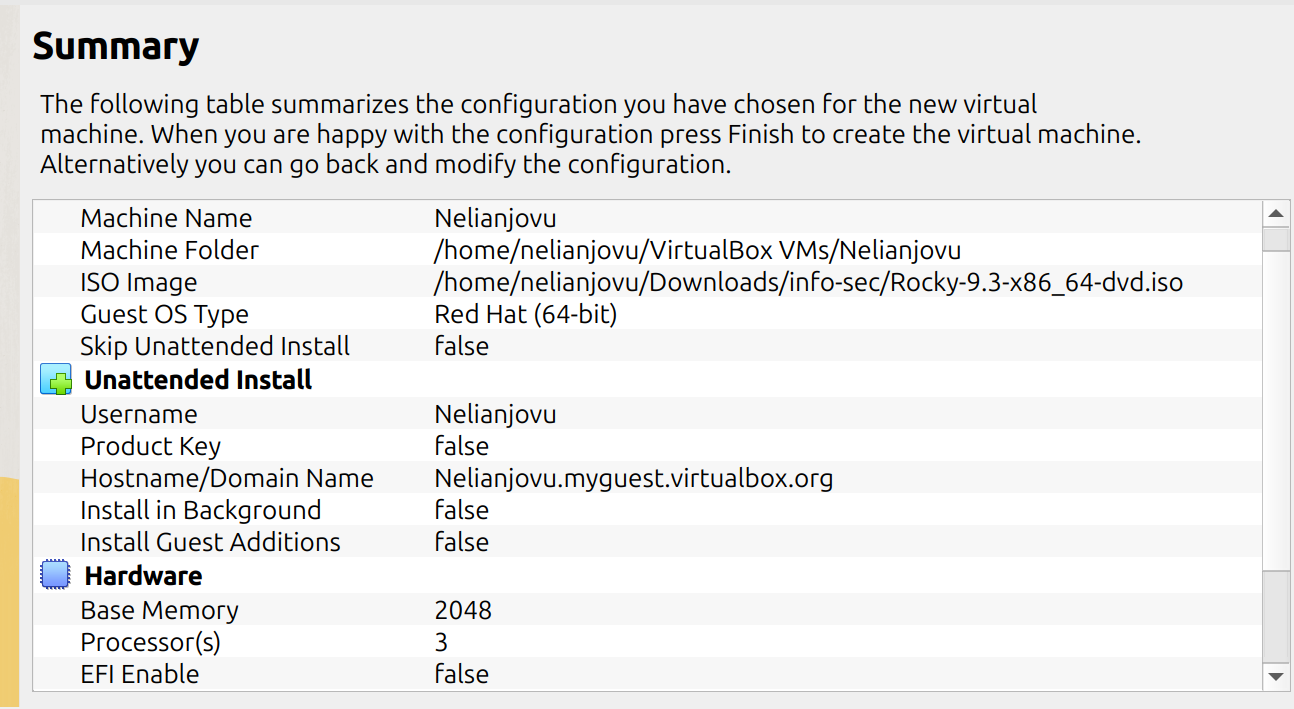 Summary
The following table summarizes the configuration you have chosen for the new virtual
machine. When you are happy with the configuration press Finish to create the virtual machine.
Alternatively you can go back and modify the configuration.
Machine Name Nelianjovu
Machine Folder /home/nelianjovu/VirtualBox VMs/Nelianjovu
ISO Image /home/nelianjovu/Downloads/info-sec/Rocky-9.3-x86_64-dvd.iso
Guest OS Type Red Hat (64-bit)
Skip Unattended Install false
Unattended Install
Username Nelianjovu
Product Key false
Hostname/Domain Name Nelianjovu.myguest.virtualbox.org
Install in Background false
Install Guest Additions false
Hardware
Base Memory 2048
Processor(s) 3
EFI Enable false